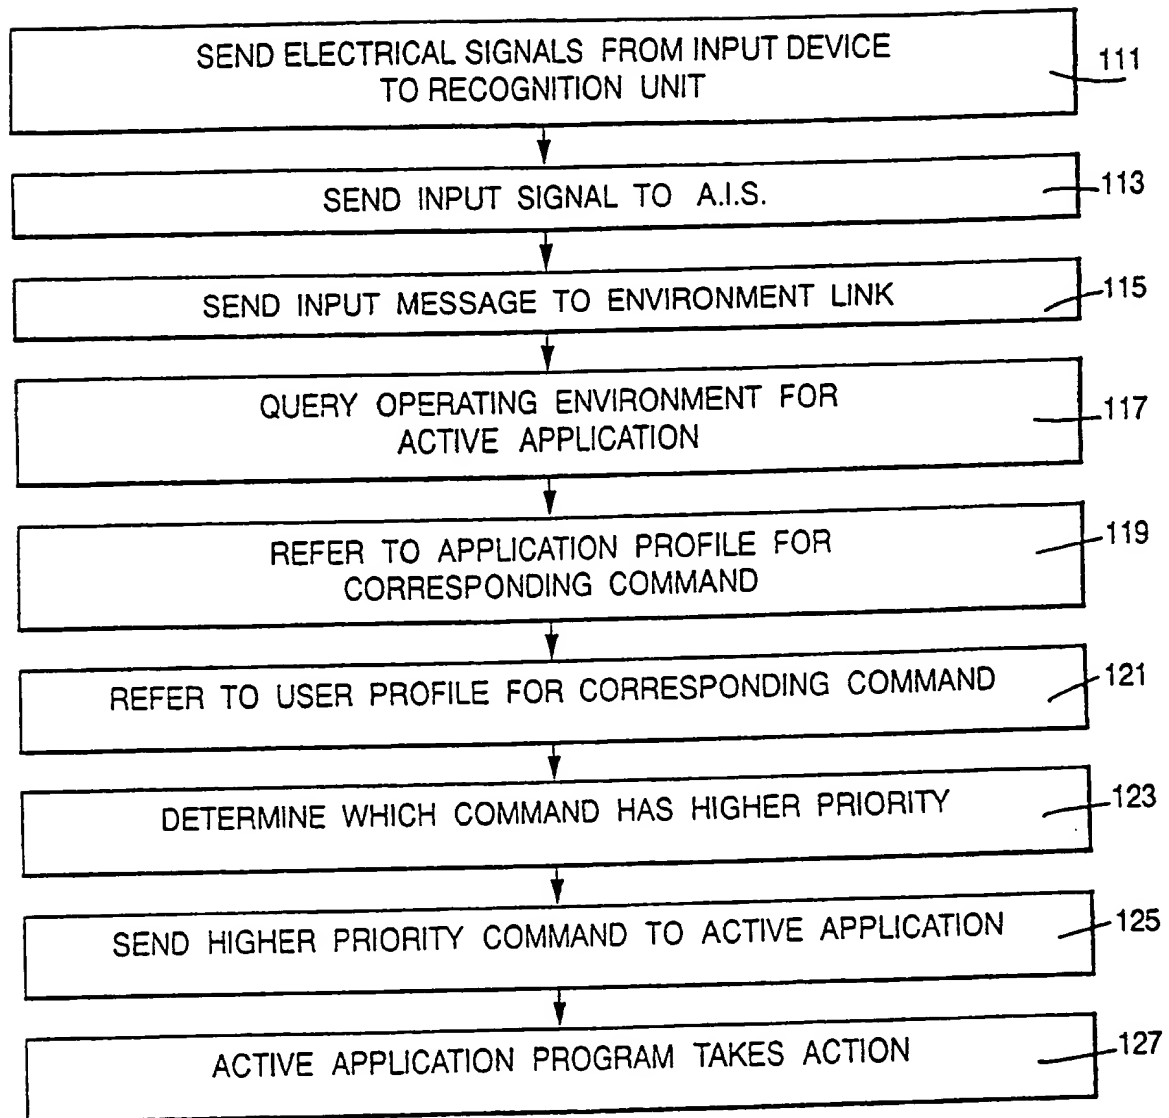 SEND ELECTRICAL SIGNALS FROM INPUT DEVICE
TO RECOGNITION UNIT
111
SEND INPUT SIGNAL TO A.I.S.
113
SEND INPUT MESSAGE TO ENVIRONMENT LINK
115
QUERY OPERATING ENVIRONMENT FOR
ACTIVE APPLICATION
117
REFER TO APPLICATION PROFILE FOR
CORRESPONDING COMMAND
119
REFER TO USER PROFILE FOR CORRESPONDING COMMAND
121
DETERMINE WHICH COMMAND HAS HIGHER PRIORITY
123
SEND HIGHER PRIORITY COMMAND TO ACTIVE APPLICATION
125
ACTIVE APPLICATION PROGRAM TAKES ACTION
127